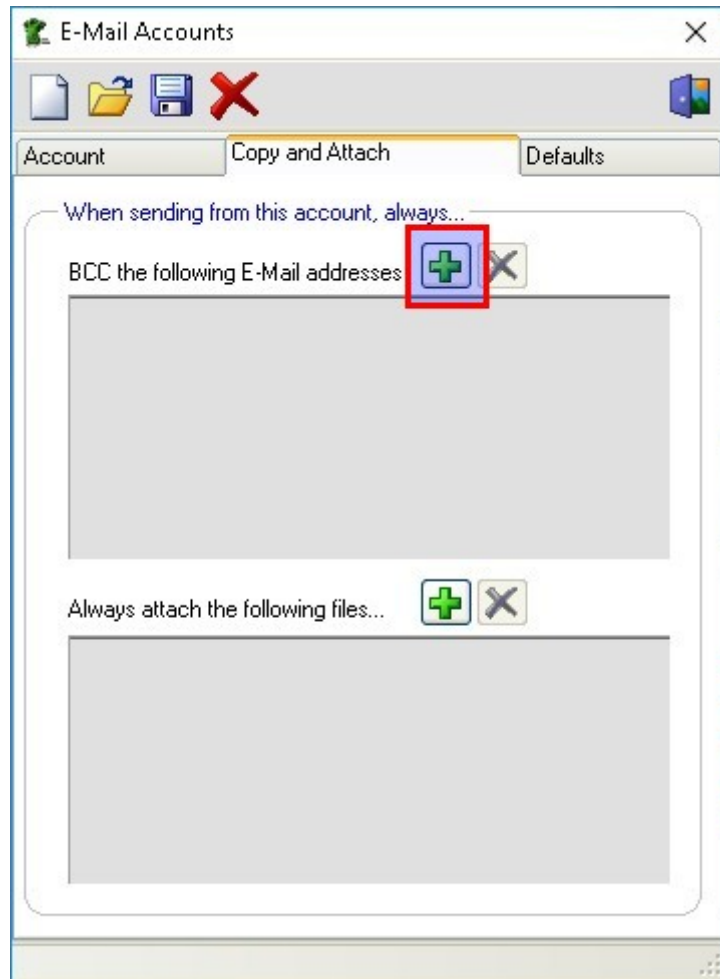 E-Mail Accounts
Account
Copy and Attach
Defaults
When sending from this account, always...
BCC the following E-Mail addresses
Always attach the following files...